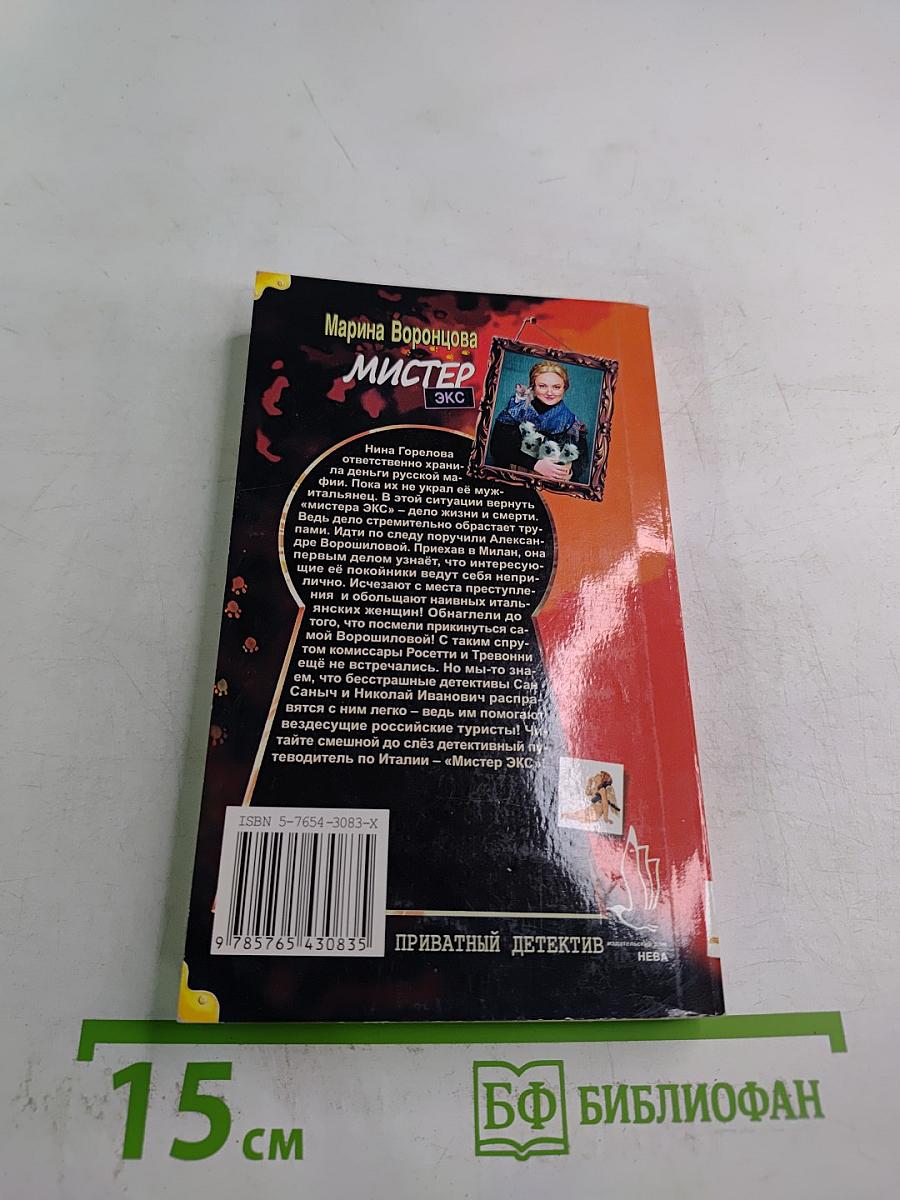 Марина Воронцова
МИСТЕР
ЭКС
Нина Горелова
ответственно храни-
ла деньги русской ма-
фии. Пока их не украл её муж-
итальянец. В этой ситуации вернуть
«мистера ЭКС» – дело жизни и смерти.
Ведь дело стремительно обрастает тру-
пами. Идти по следу поручили Алексан-
дре Ворошиловой. Приехав в Милан, она
первым делом узнаёт, что интересую-
щие её покойники ведут себя непри-
лично. Исчезают с места преступле-
ния и обольщают наивных италь-
янских женщин! Обнаглели до
того, что посмели прикинуться са-
мой Ворошиловой! С таким спру-
том комиссары Росетти и Тревонни
ещё не встречались. Но мы-то зна-
ем, что бесстрашные детективы Сан
Саныч и Николай Иванович распра-
вятся с ним легко – ведь им помогают
вездесущие российские туристы! Чи-
тайте смешной до слёз детективный пу-
теводитель по Италии – «Мистер ЭКС»!
ISBN 5-7654-3083-X
9 785765 430835
ПРИВАТНЫЙ ДЕТЕКТИВ
ИЗДАТЕЛЬСКИЙ ДОМ
НЕВА
15 см
БФ БИБЛИОФАН